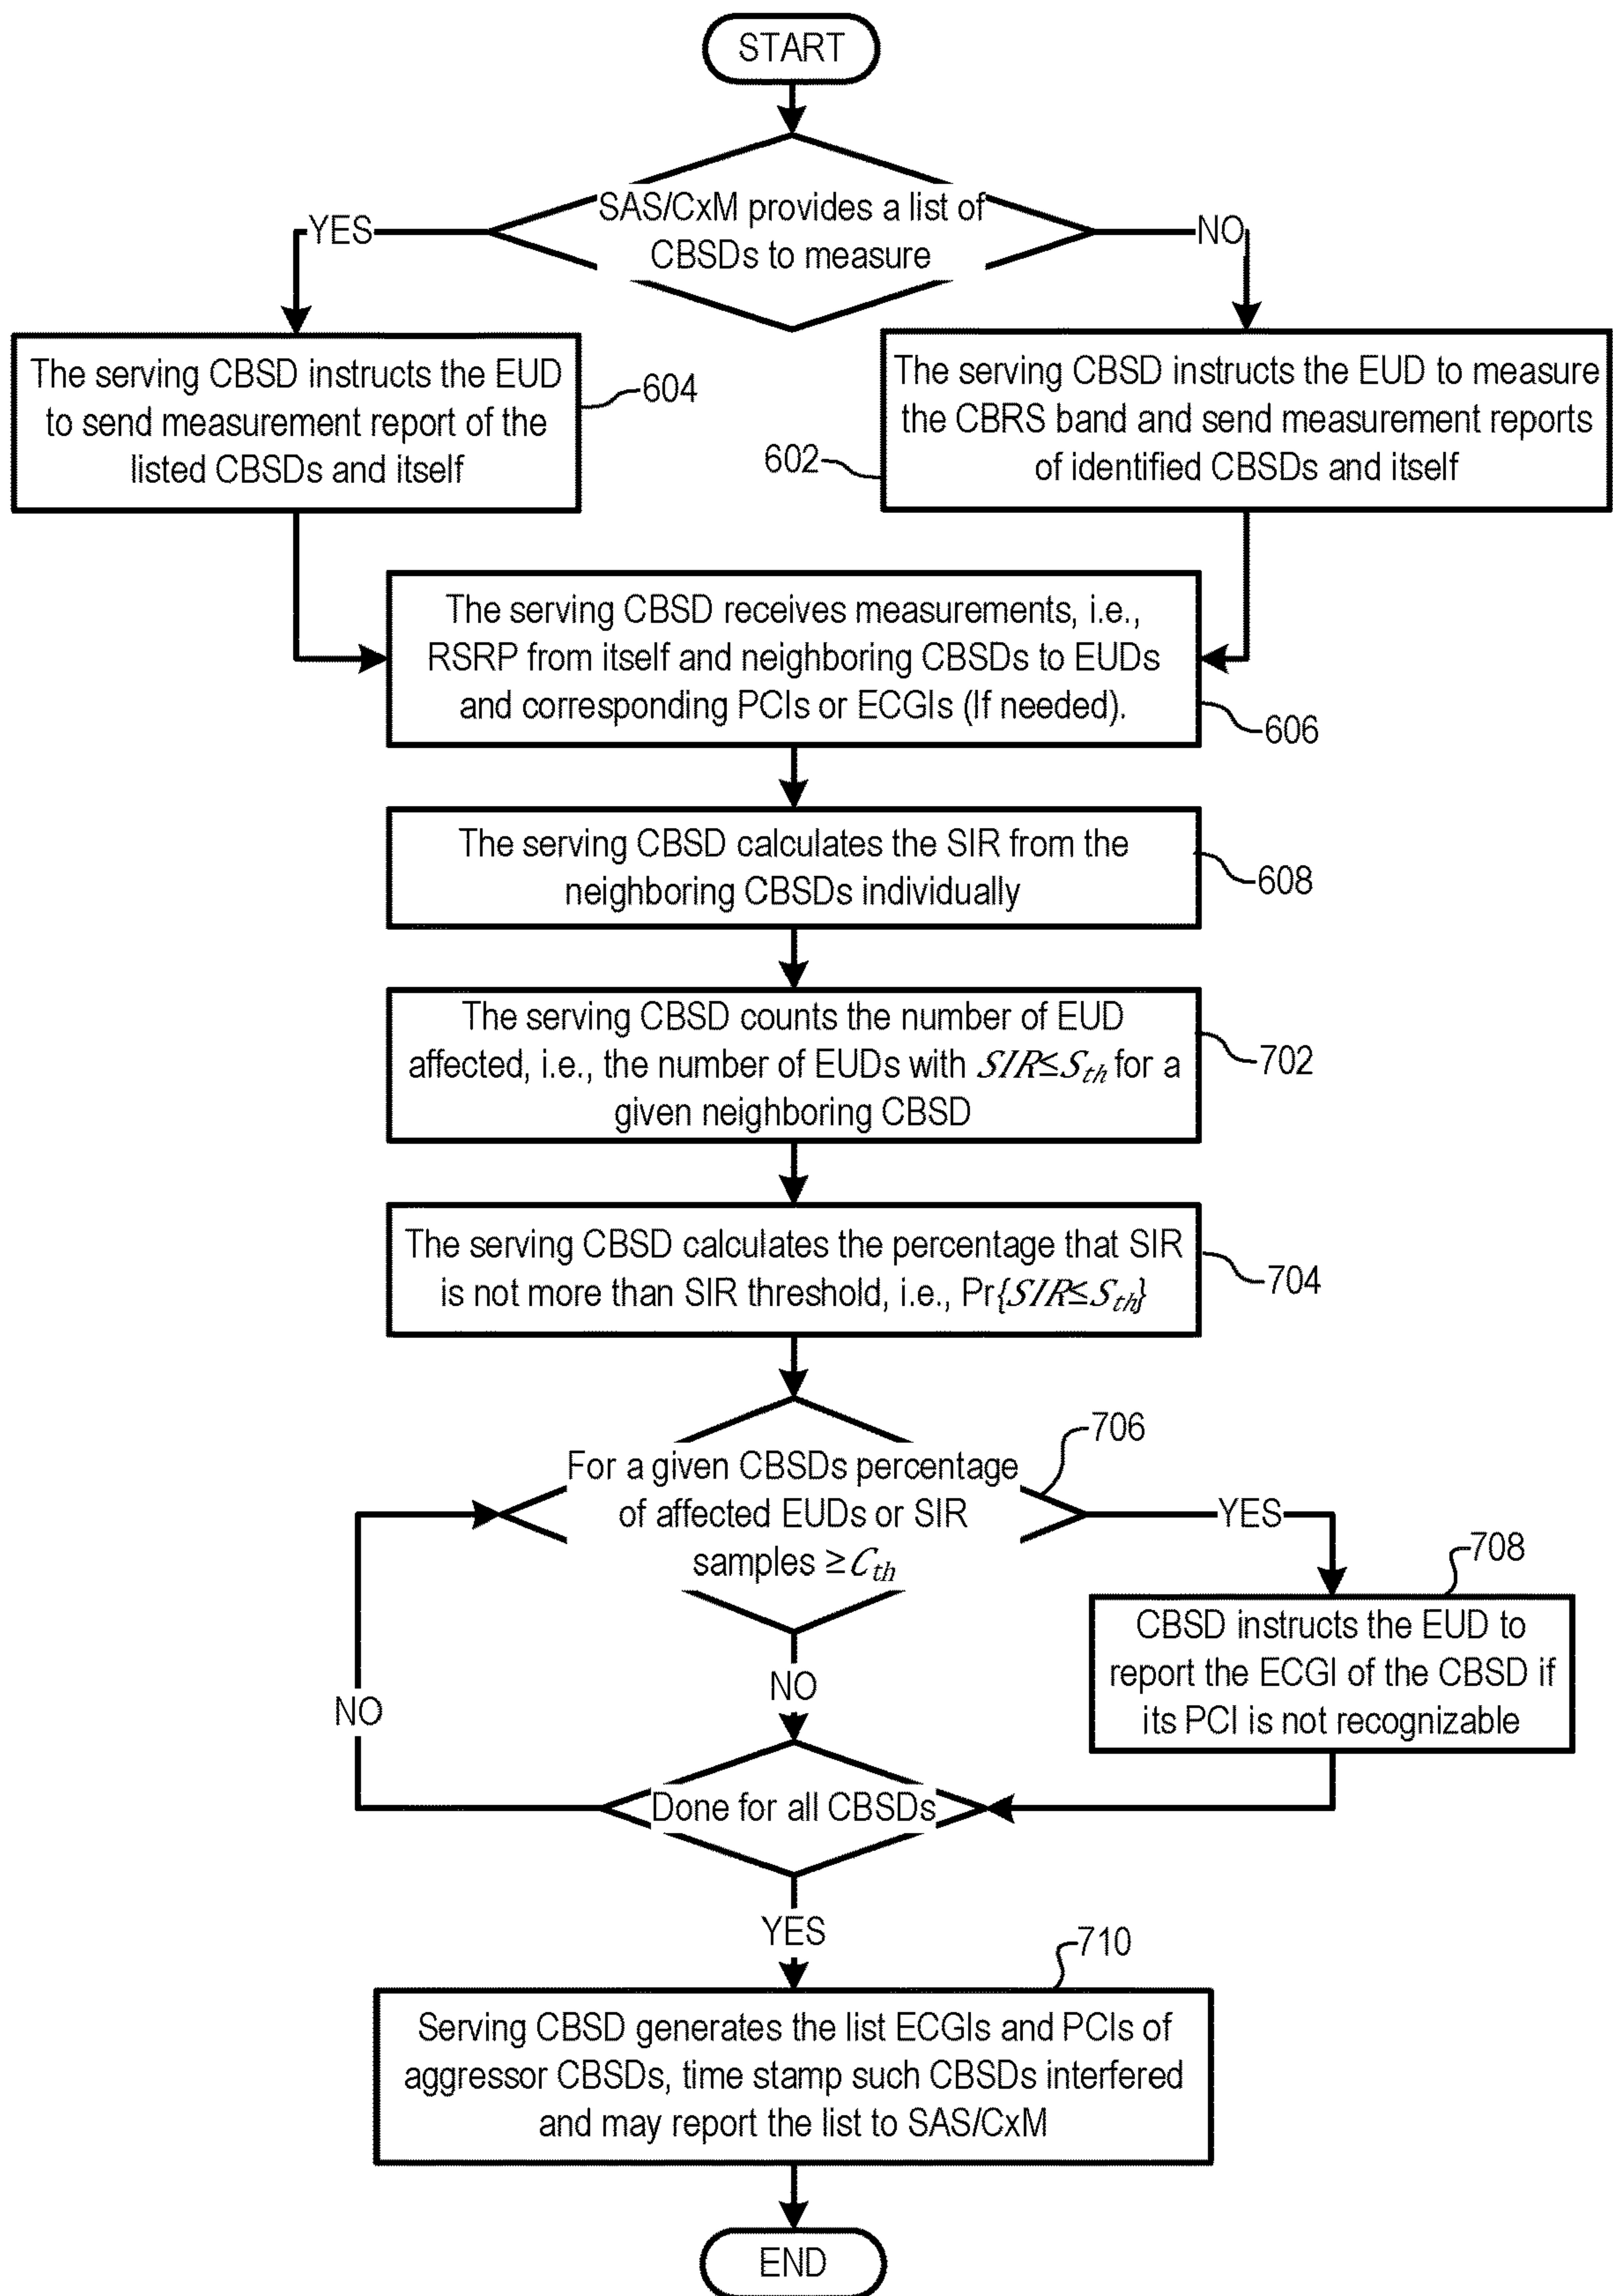 START
SAS/CxM provides a list of
CBSDs to measure
YES
NO
The serving CBSD instructs the EUD
to send measurement report of the
listed CBSDs and itself
604
The serving CBSD instructs the EUD to measure
the CBRS band and send measurement reports
of identified CBSDs and itself
602
The serving CBSD receives measurements, i.e.,
RSRP from itself and neighboring CBSDs to EUDs
and corresponding PCIs or ECGIs (If needed).
606
The serving CBSD calculates the SIR from the
neighboring CBSDs individually
608
The serving CBSD counts the number of EUD
affected, i.e., the number of EUDs with SIR≤S_th for a
given neighboring CBSD
702
The serving CBSD calculates the percentage that SIR
is not more than SIR threshold, i.e., Pr{SIR≤S_th}
704
For a given CBSDs percentage
of affected EUDs or SIR
samples ≥ C_th
706
YES
708
CBSD instructs the EUD to
report the ECGI of the CBSD if
its PCI is not recognizable
NO
NO
Done for all CBSDs
YES
710
Serving CBSD generates the list ECGIs and PCIs of
aggressor CBSDs, time stamp such CBSDs interfered
and may report the list to SAS/CxM
END